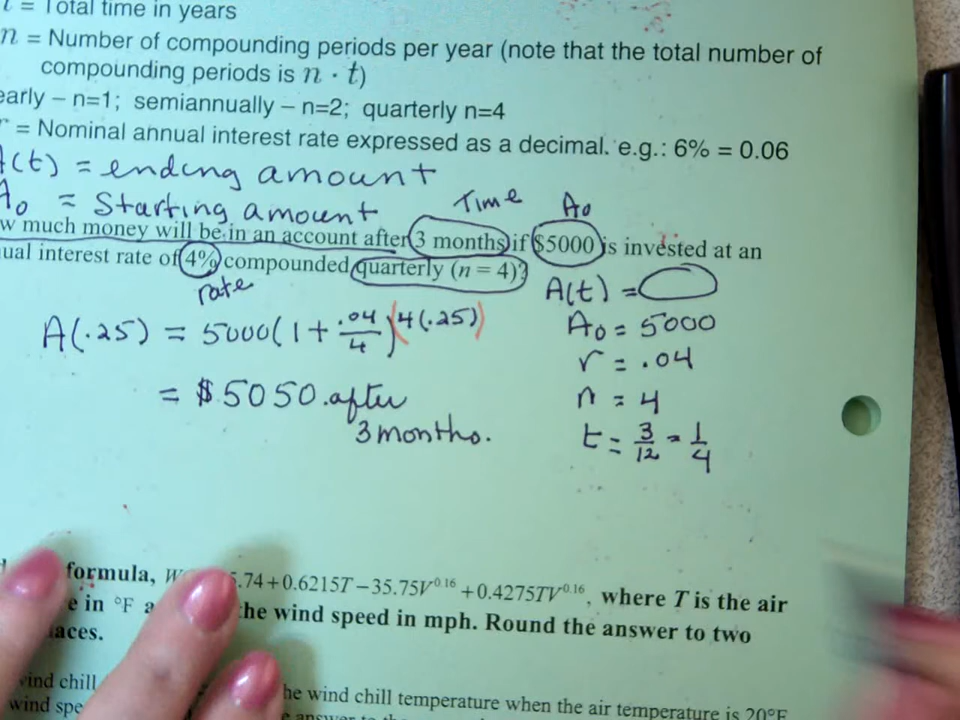 = Total time in years
n = Number of compounding periods per year (note that the total number of
compounding periods is n · t)
early – n=1; semiannually – n=2; quarterly n=4
r = Nominal annual interest rate expressed as a decimal. e.g.: 6% = 0.06
A(t) = ending amount
A₀ = Starting amount
Time A₀
w much money will be in an account after 3 months if $5000 is invested at an
ual interest rate of 4% compounded quarterly (n = 4)?
rate
A(.25) = 5000(1 + .04/4)^(4(.25))
= $5050. after
3 months.
A(t) =
A₀ = 5000
r = .04
n = 4
t = 3/12 = 1/4
formula, W 5.74 + 0.6215T – 35.75V^0.16 + 0.4275TV^0.16, where T is the air
e in °F a the wind speed in mph. Round the answer to two
aces.
wind chill he wind chill temperature when the air temperature is 20°F
wind spe